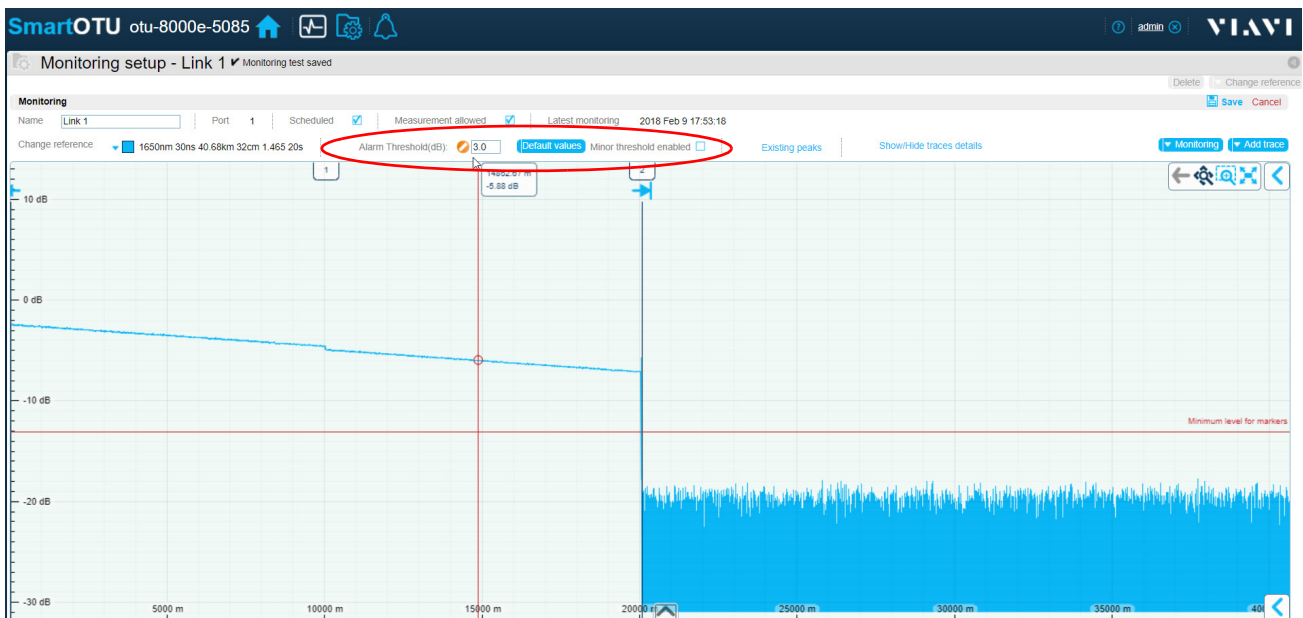 SmartOTU otu-8000e-5085
admin
VIAVI
Monitoring setup - Link 1 ✔ Monitoring test saved
Delete Change reference
Monitoring
Save Cancel
Name Link 1 Port 1 Scheduled Measurement allowed Latest monitoring 2018 Feb 9 17:53:18
Change reference 1650nm 30ns 40.68km 32cm 1.465 20s Alarm Threshold(dB): 3.0 Default values Minor threshold enabled Existing peaks Show/Hide traces details Monitoring Add trace
1
14862.67 m
-5.88 dB
2
10 dB
0 dB
-10 dB
Minimum level for markers
-20 dB
-30 dB
5000 m 10000 m 15000 m 20000 m 25000 m 30000 m 35000 m